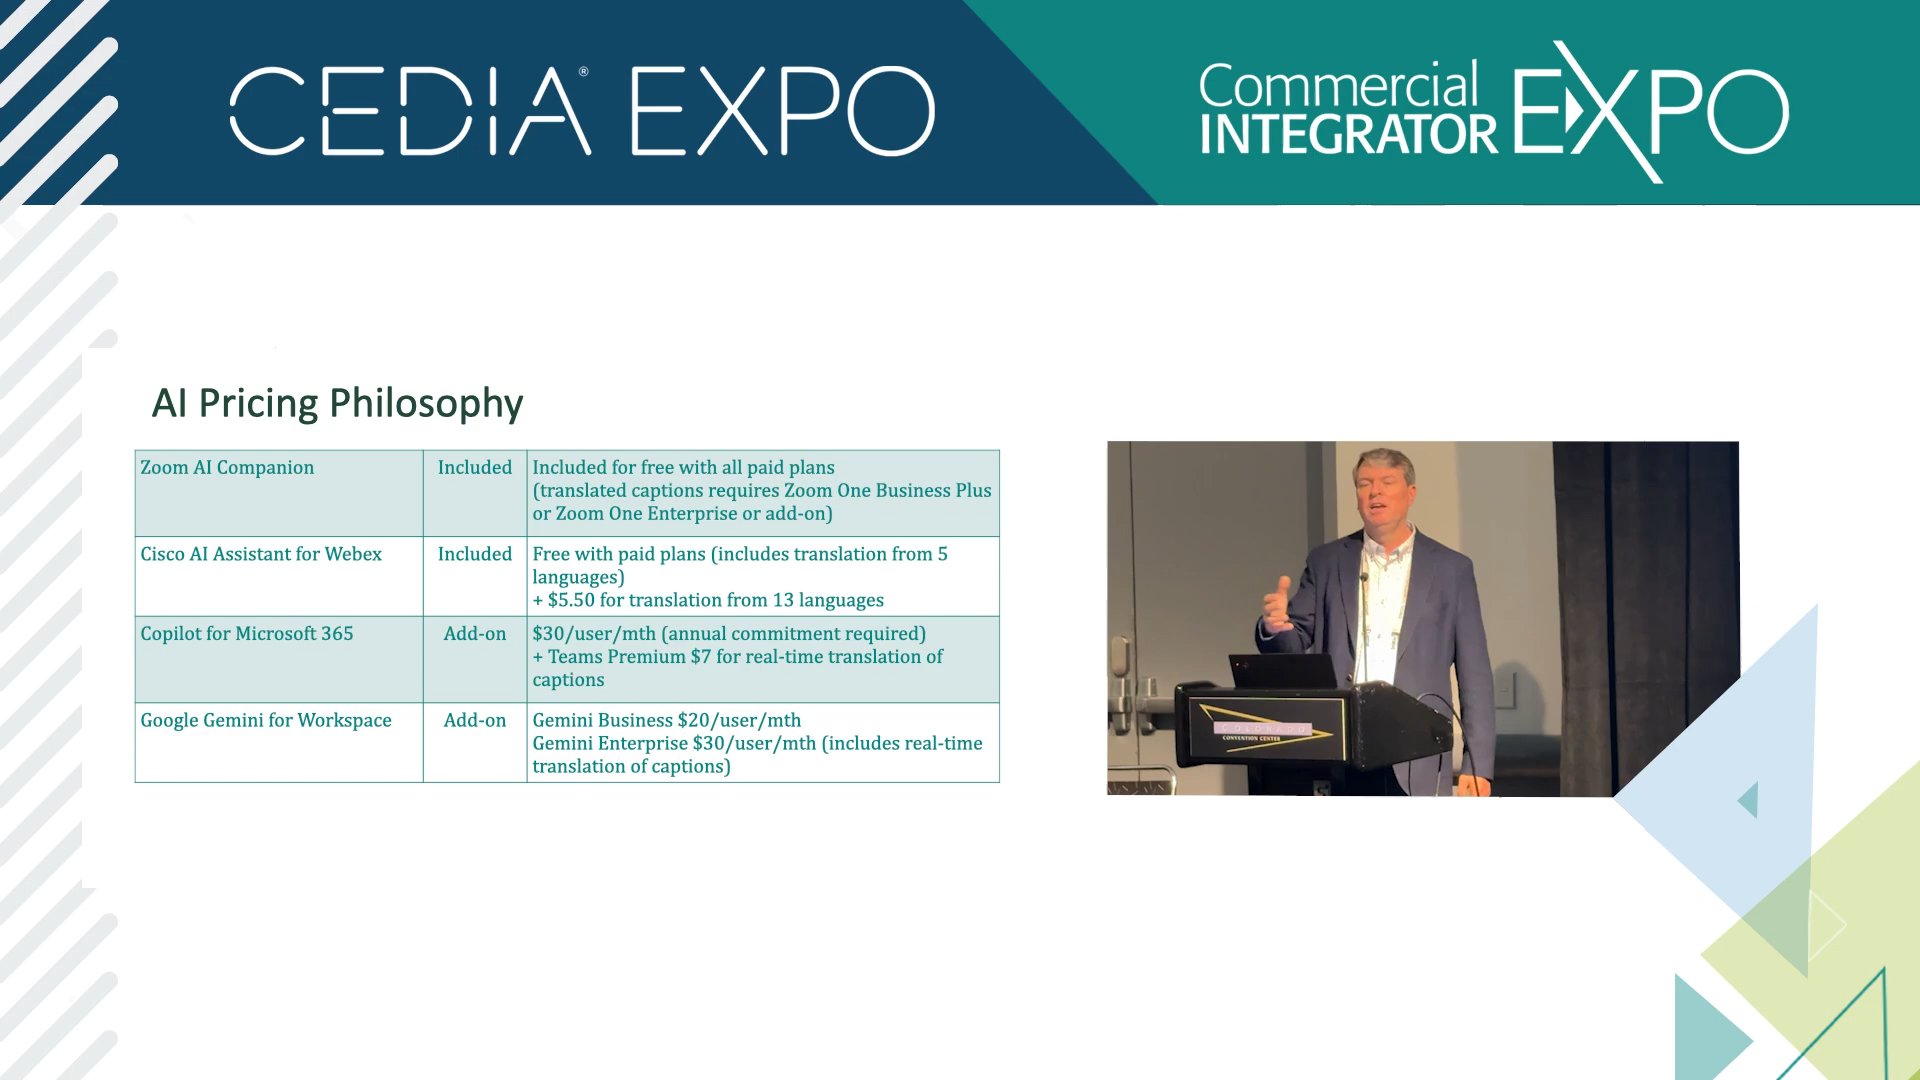 CEDIA® EXPO
Commercial
INTEGRATOR EXPO
AI Pricing Philosophy
Zoom AI Companion
Included
Included for free with all paid plans
(translated captions requires Zoom One Business Plus
or Zoom One Enterprise or add-on)
Cisco AI Assistant for Webex
Included
Free with paid plans (includes translation from 5
languages)
+ $5.50 for translation from 13 languages
Copilot for Microsoft 365
Add-on
$30/user/mth (annual commitment required)
+ Teams Premium $7 for real-time translation of
captions
Google Gemini for Workspace
Add-on
Gemini Business $20/user/mth
Gemini Enterprise $30/user/mth (includes real-time
translation of captions)
COLORADO
CONVENTION CENTER